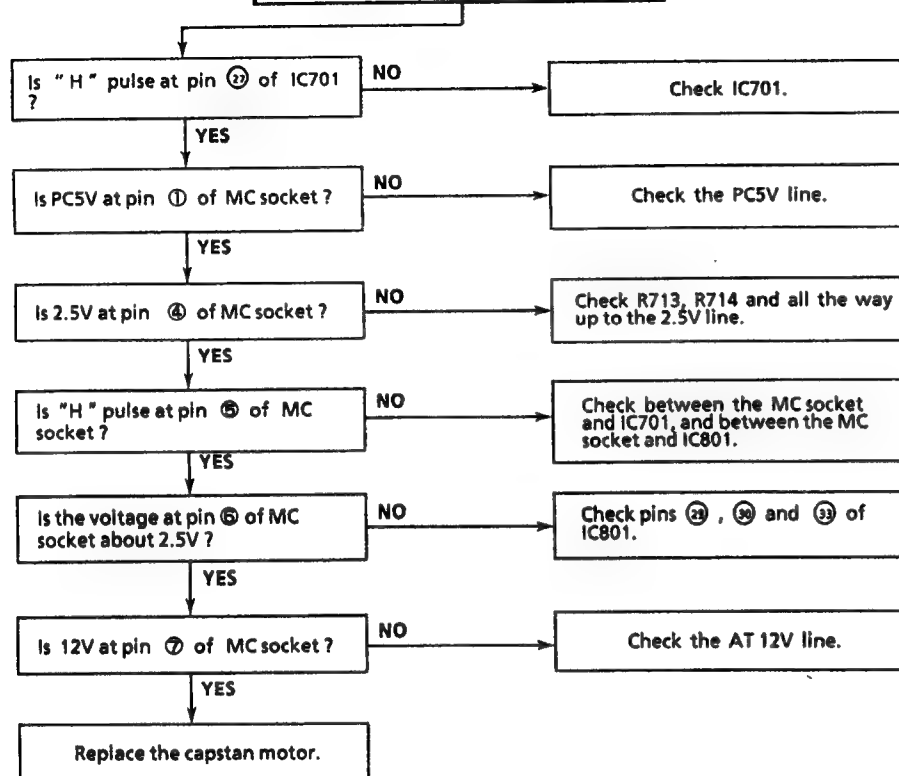 Is "H" pulse at pin ㉗ of IC701
?
NO
Check IC701.
YES
Is PC5V at pin ① of MC socket?
NO
Check the PC5V line.
YES
Is 2.5V at pin ④ of MC socket?
NO
Check R713, R714 and all the way
up to the 2.5V line.
YES
Is "H" pulse at pin ⑤ of MC
socket?
NO
Check between the MC socket
and IC701, and between the MC
socket and IC801.
YES
Is the voltage at pin ⑥ of MC
socket about 2.5V?
NO
Check pins ㉙, ㉚ and ㉝ of
IC801.
YES
Is 12V at pin ⑦ of MC socket?
NO
Check the AT 12V line.
YES
Replace the capstan motor.